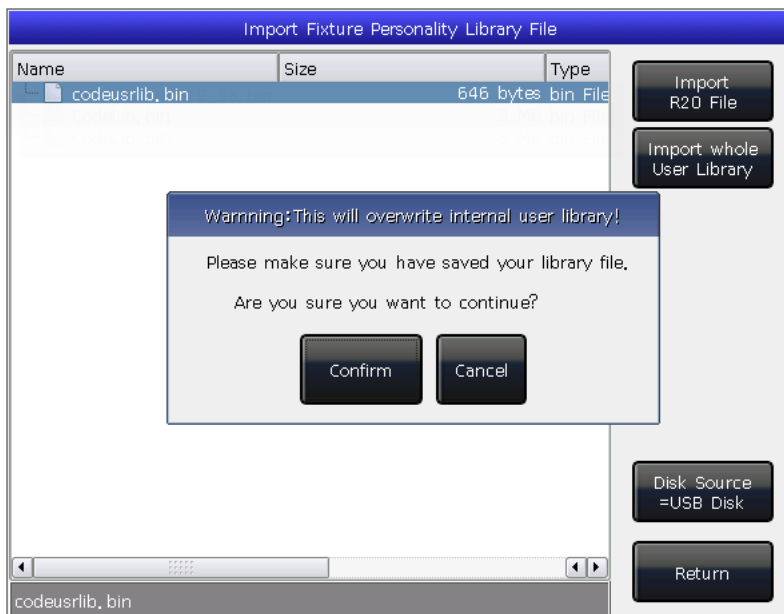 Import Fixture Personality Library File
Name Size Type
codeusrlib.bin 646 bytes bin File
Import
R20 File
Import whole
User Library
Warnning:This will overwrite internal user library!
Please make sure you have saved your library file.
Are you sure you want to continue?
Confirm Cancel
Disk Source
=USB Disk
Return
codeusrlib.bin